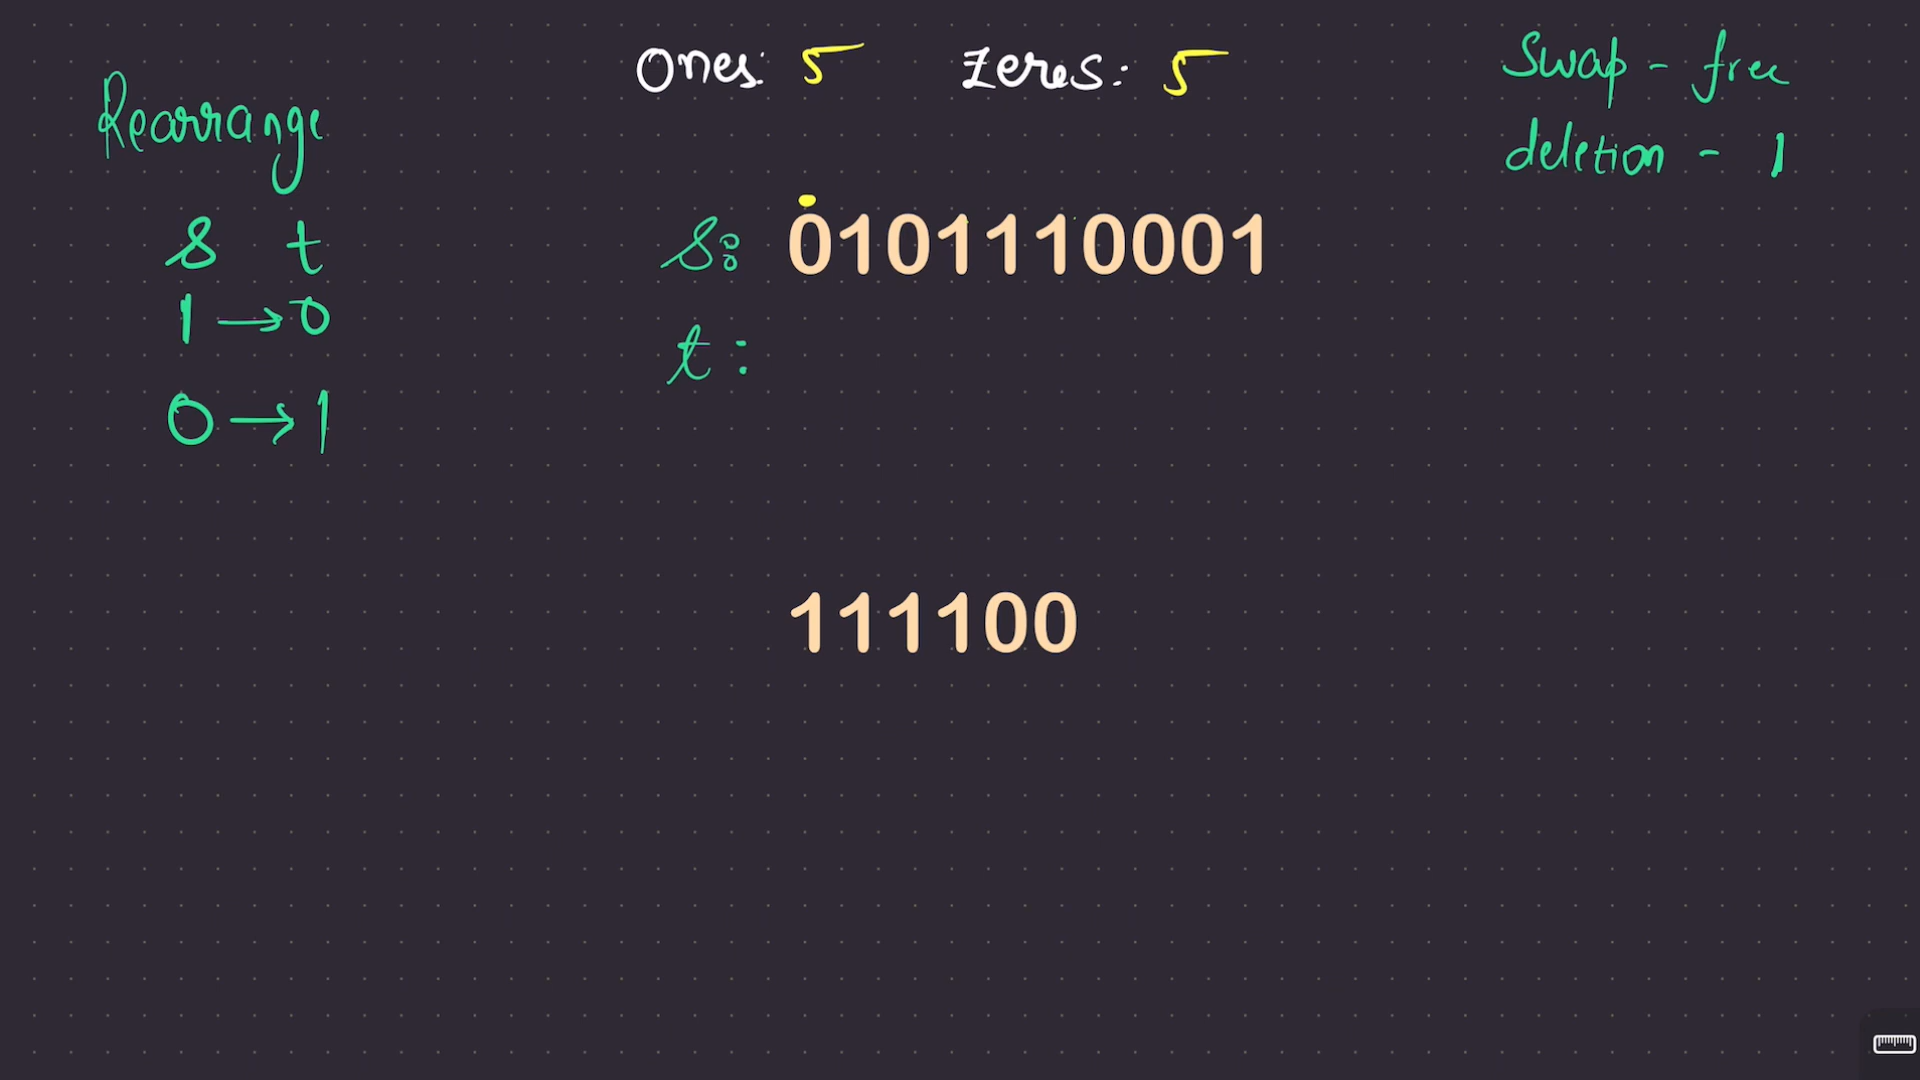 Ones: 5 Zeros: 5
Swap - free
deletion - 1
Rearrange
s t
1 → 0
0 → 1
s: 0101110001
t:
111100